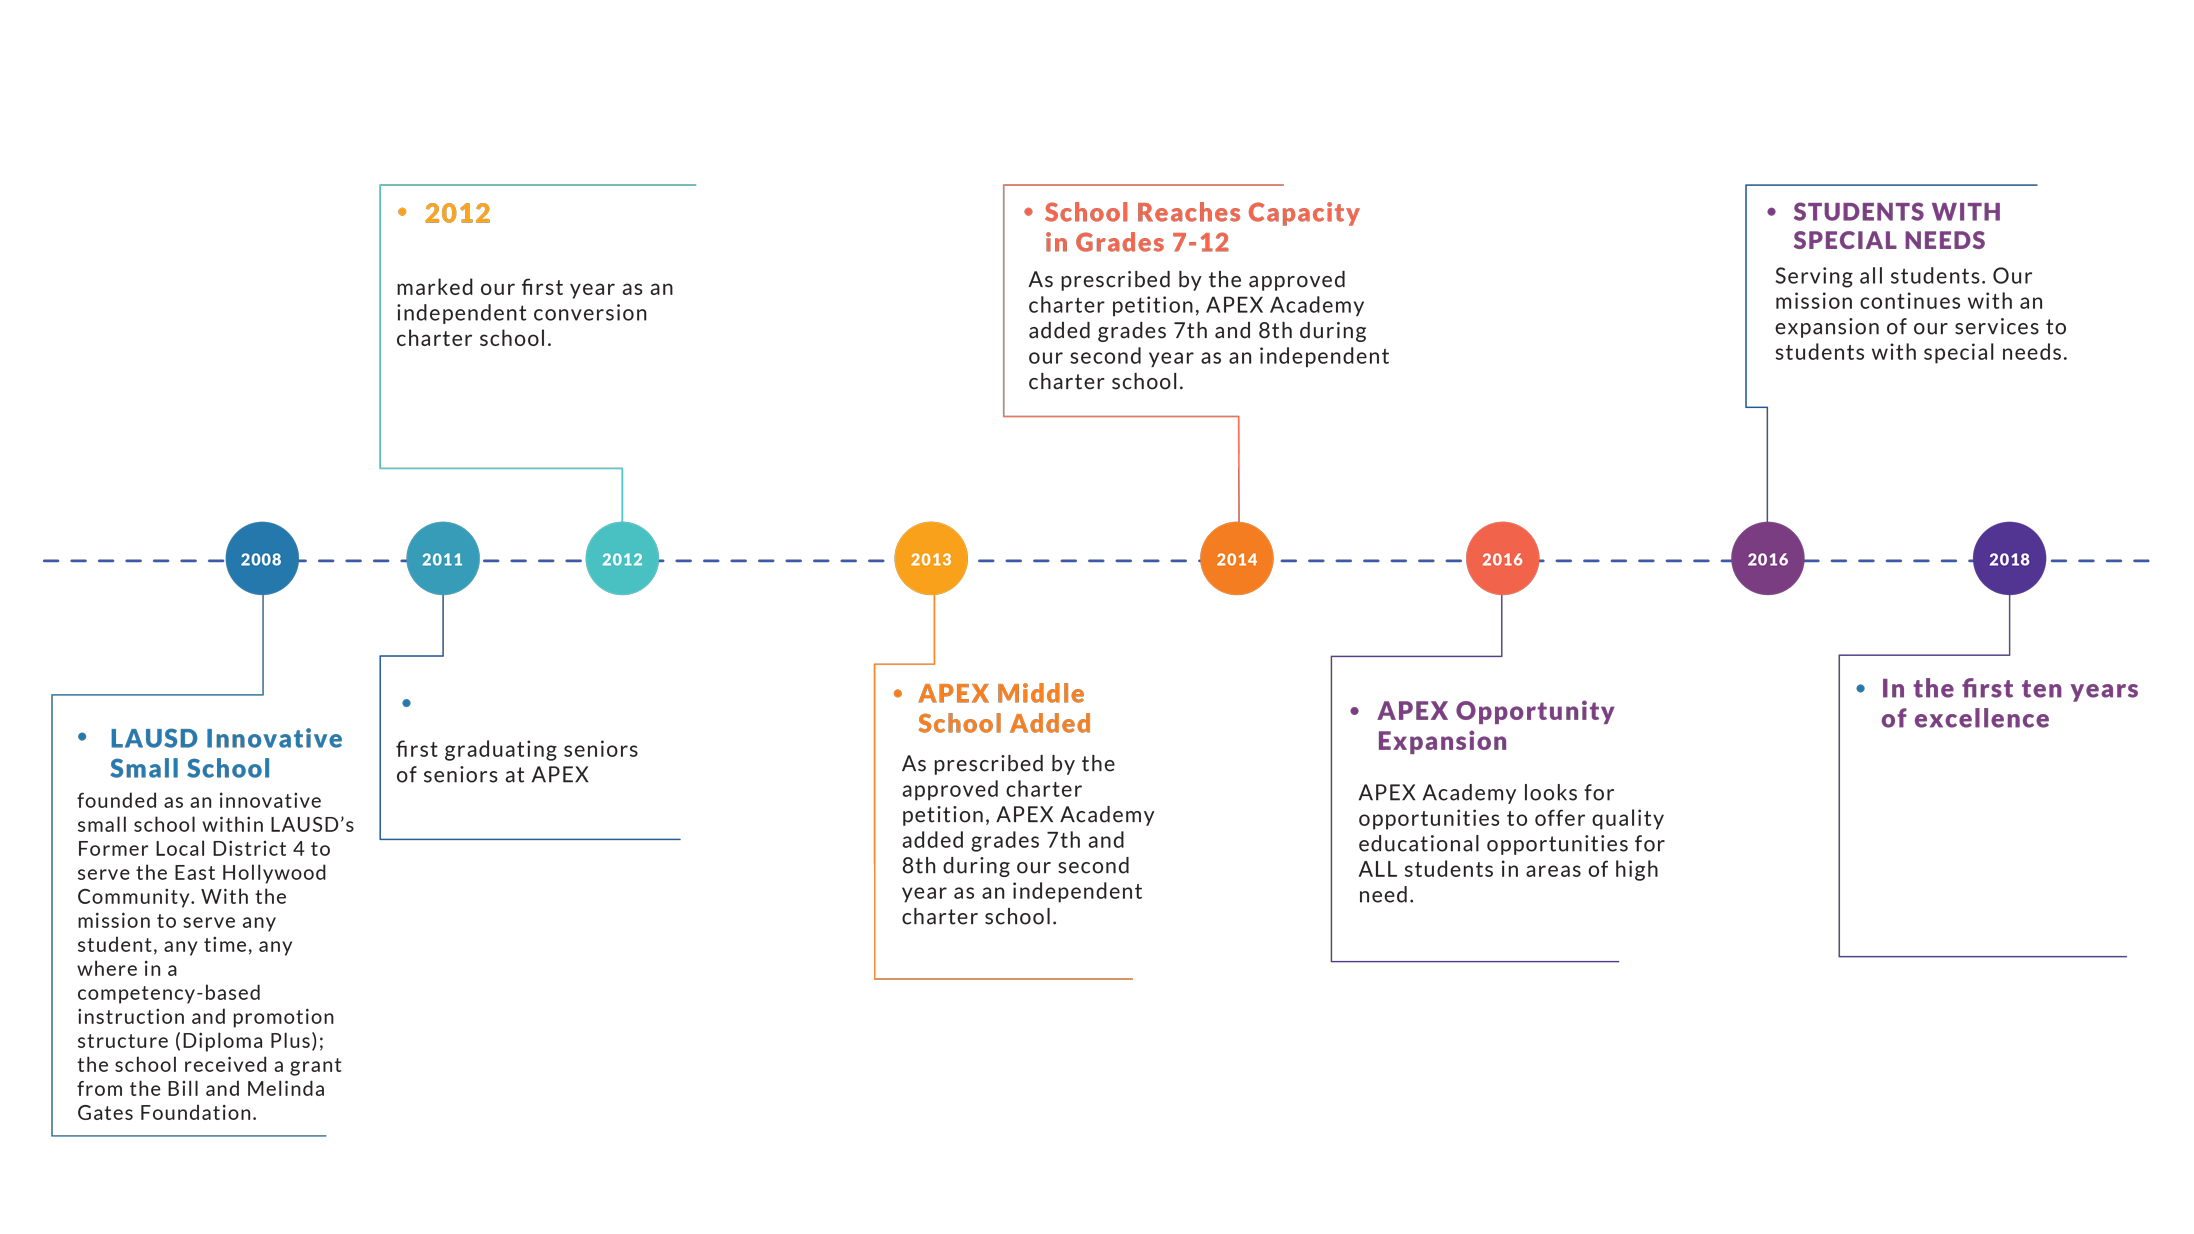 2012
marked our first year as an
independent conversion
charter school.
School Reaches Capacity
in Grades 7-12
As prescribed by the approved
charter petition, APEX Academy
added grades 7th and 8th during
our second year as an independent
charter school.
STUDENTS WITH
SPECIAL NEEDS
Serving all students. Our
mission continues with an
expansion of our services to
students with special needs.
2008
2011
2012
2013
2014
2016
2016
2018
LAUSD Innovative
Small School
founded as an innovative
small school within LAUSD’s
Former Local District 4 to
serve the East Hollywood
Community. With the
mission to serve any
student, any time, any
where in a
competency-based
instruction and promotion
structure (Diploma Plus);
the school received a grant
from the Bill and Melinda
Gates Foundation.
first graduating seniors
of seniors at APEX
APEX Middle
School Added
As prescribed by the
approved charter
petition, APEX Academy
added grades 7th and
8th during our second
year as an independent
charter school.
APEX Opportunity
Expansion
APEX Academy looks for
opportunities to offer quality
educational opportunities for
ALL students in areas of high
need.
In the first ten years
of excellence